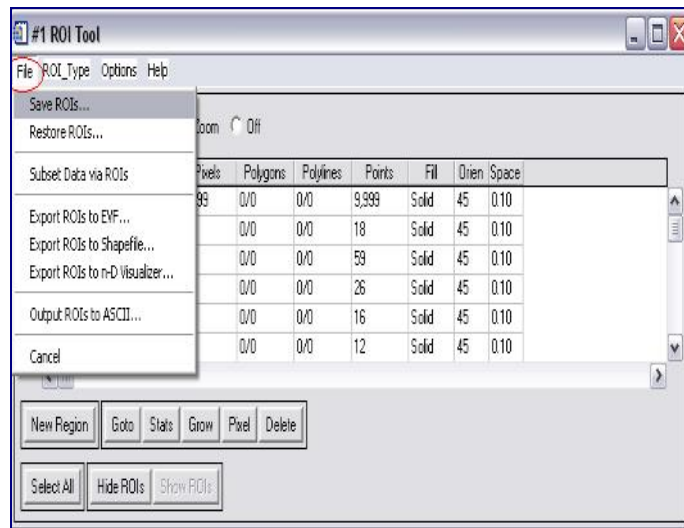 #1 ROI Tool
File ROI_Type Options Help
Save ROIs...
Restore ROIs...
Subset Data via ROIs
Export ROIs to EVF...
Export ROIs to Shapefile...
Export ROIs to n-D Visualizer...
Output ROIs to ASCII...
Cancel
Zoom Off
Pixels Polygons Polylines Points Fill Orien Space
99 0/0 0/0 9,999 Solid 45 0.10
0/0 0/0 18 Solid 45 0.10
0/0 0/0 59 Solid 45 0.10
0/0 0/0 26 Solid 45 0.10
0/0 0/0 16 Solid 45 0.10
0/0 0/0 12 Solid 45 0.10
New Region Goto Stats Grow Pixel Delete
Select All Hide ROIs Show ROIs